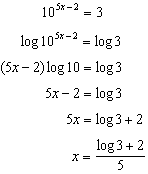 10^{5x−2} = 3
log 10^{5x−2} = log 3
(5x − 2) log 10 = log 3
5x − 2 = log 3
5x = log 3 + 2
x = \frac{log 3 + 2}{5}